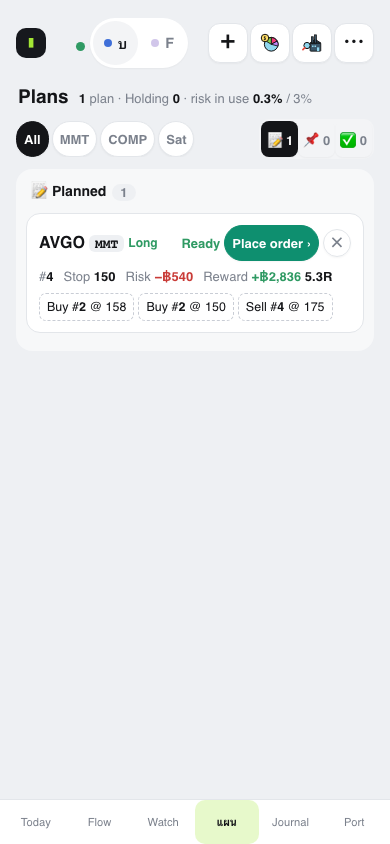 บ F + ...
Plans 1 plan · Holding 0 · risk in use 0.3% / 3%
All MMT COMP Sat 1 0 0
Planned 1
AVGO MMT Long Ready Place order › ✕
#4 Stop 150 Risk −฿540 Reward +฿2,836 5.3R
Buy #2 @ 158 Buy #2 @ 150 Sell #4 @ 175
Today Flow Watch แผน Journal Port